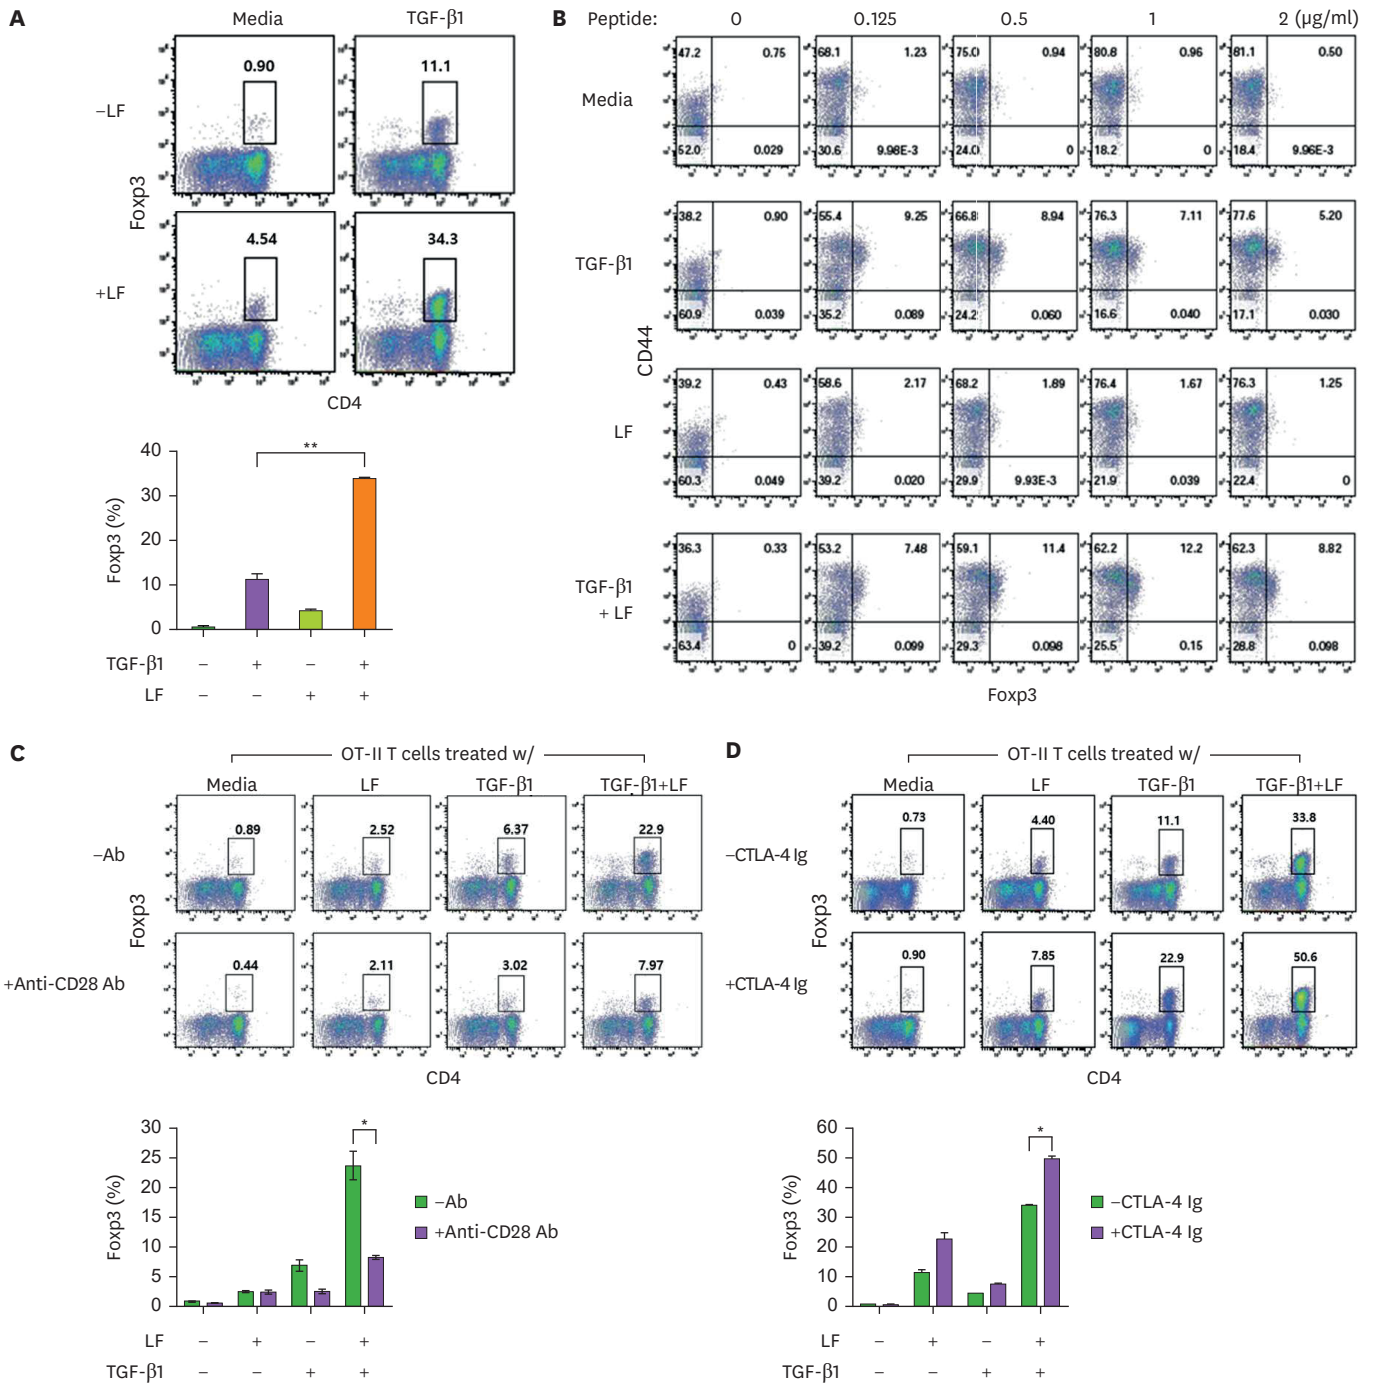 A
Media
TGF-β1
−LF
0.90
11.1
+LF
4.54
34.3
Foxp3
CD4
Foxp3 (%)
40
30
20
10
0
**
TGF-β1 − + − +
LF − − + +
B
Peptide: 0 0.125 0.5 1 2 (µg/ml)
Media
47.2 0.75 68.1 1.23 75.0 0.94 80.8 0.96 81.1 0.50
52.0 0.029 30.6 9.98E-3 24.0 0 18.2 0 18.4 9.96E-3
TGF-β1
38.2 0.90 55.4 9.25 66.8 8.94 76.3 7.11 77.6 5.20
60.9 0.039 35.2 0.089 24.2 0.060 16.6 0.040 17.1 0.030
CD44
LF
39.2 0.43 58.6 2.17 68.2 1.89 76.4 1.67 76.3 1.25
60.3 0.049 39.2 0.020 29.9 9.93E-3 21.9 0.039 22.4 0
TGF-β1
+ LF
36.3 0.33 53.2 7.48 59.1 11.4 62.2 12.2 62.3 8.82
63.4 0 39.2 0.099 29.3 0.098 25.5 0.15 28.8 0.098
Foxp3
C
OT-II T cells treated w/
Media LF TGF-β1 TGF-β1+LF
−Ab
0.89 2.52 6.37 22.9
Foxp3
+Anti-CD28 Ab
0.44 2.11 3.02 7.97
CD4
Foxp3 (%)
30
25
20
15
10
5
0
*
−Ab
+Anti-CD28 Ab
LF − + − +
TGF-β1 − − + +
D
OT-II T cells treated w/
Media LF TGF-β1 TGF-β1+LF
−CTLA-4 Ig
0.73 4.40 11.1 33.8
Foxp3
+CTLA-4 Ig
0.90 7.85 22.9 50.6
CD4
Foxp3 (%)
60
50
40
30
20
10
0
*
−CTLA-4 Ig
+CTLA-4 Ig
LF − + − +
TGF-β1 − − + +